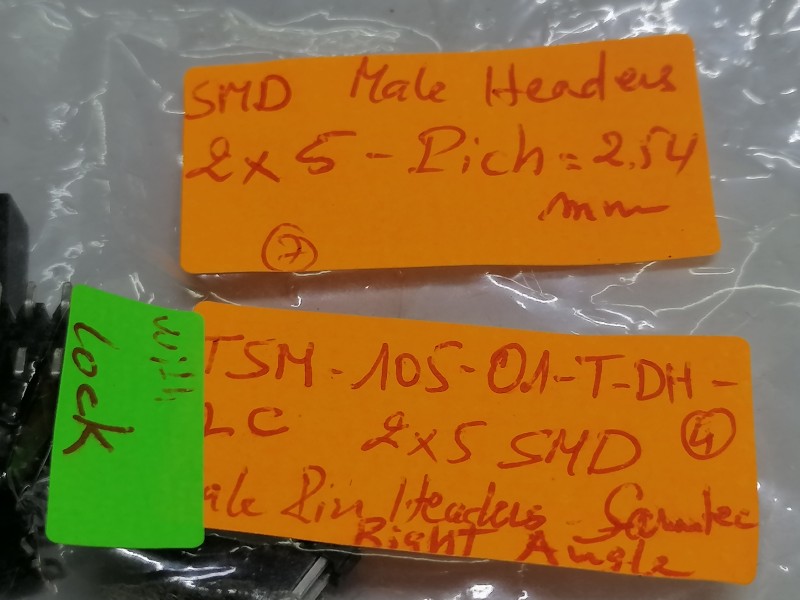 SMD Male Headers
2x5 - Pich = 2,54
mm
7
with
Lock
TSM-105-01-T-DH-
LC 2x5 SMD 4
ale Pin Headers Samtec
Right Angle